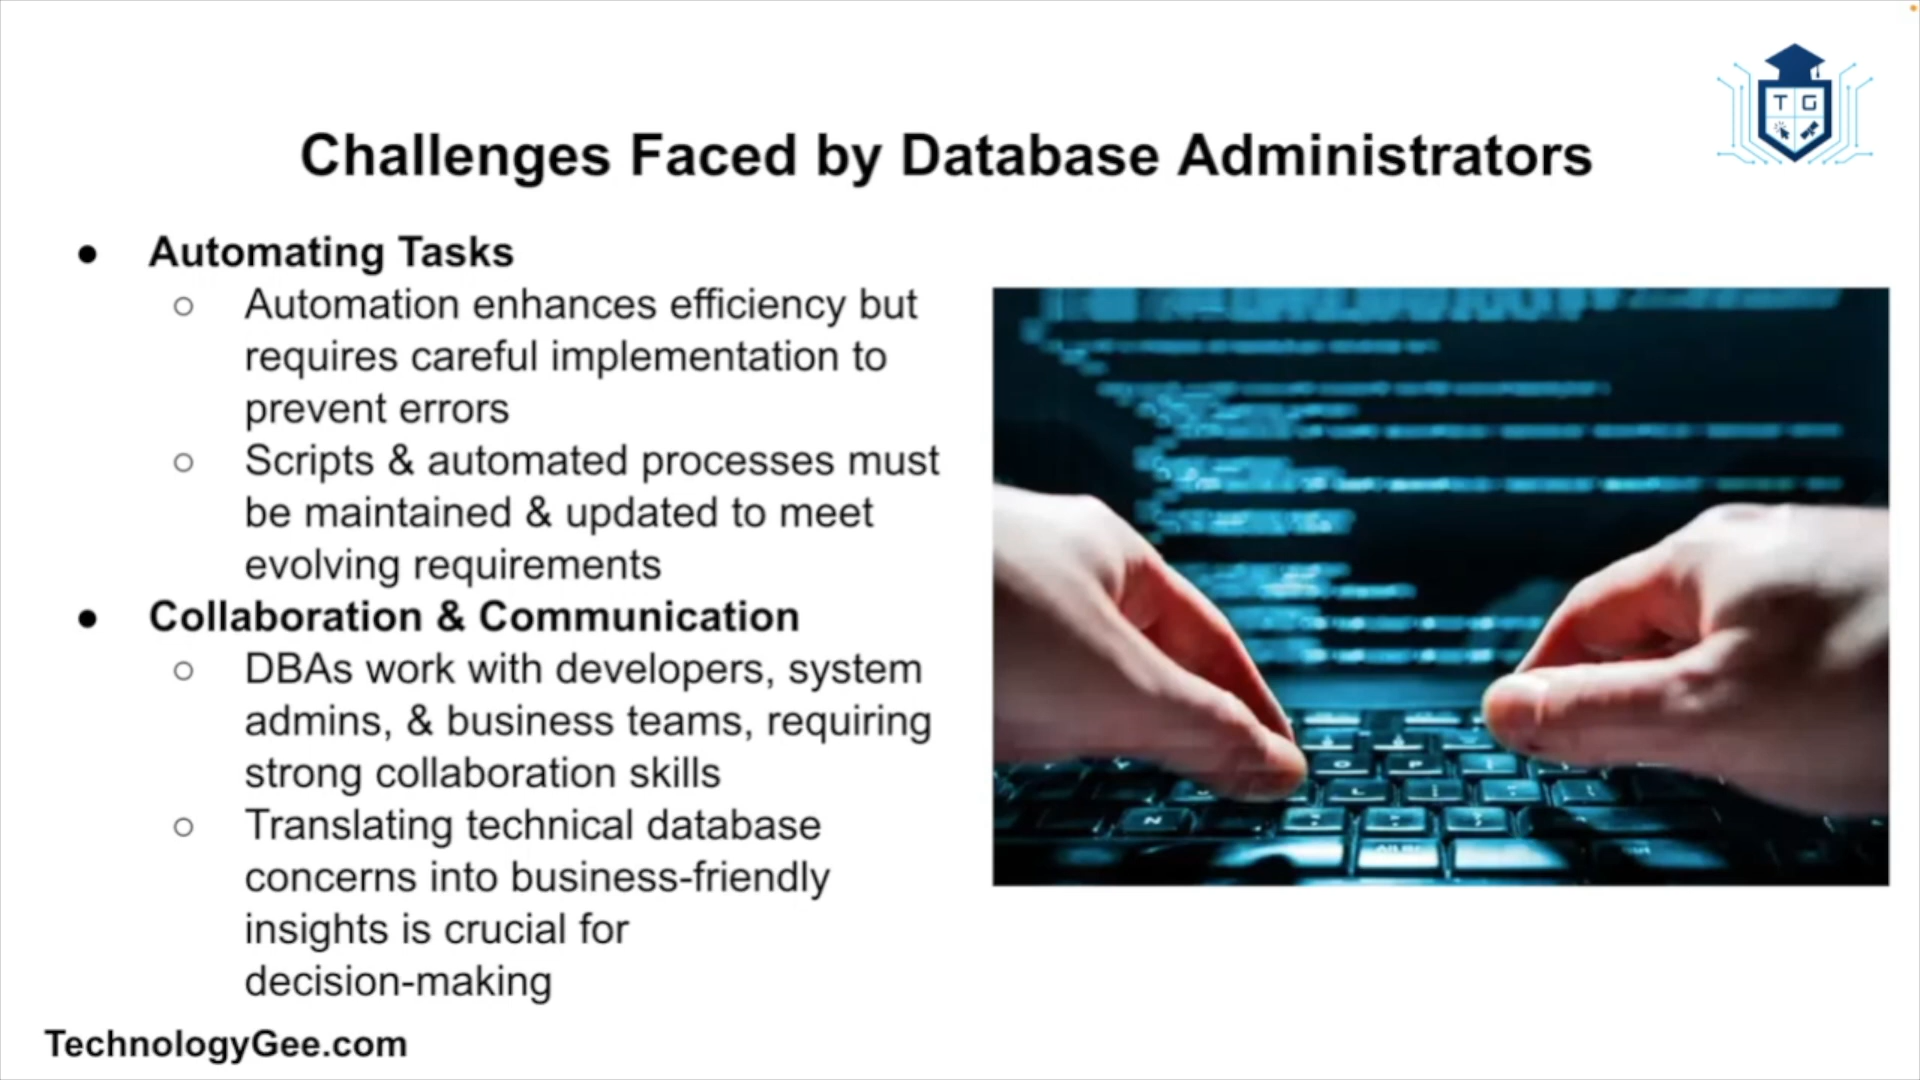 T G
Challenges Faced by Database Administrators
● Automating Tasks
○ Automation enhances efficiency but
requires careful implementation to
prevent errors
○ Scripts & automated processes must
be maintained & updated to meet
evolving requirements
● Collaboration & Communication
○ DBAs work with developers, system
admins, & business teams, requiring
strong collaboration skills
○ Translating technical database
concerns into business-friendly
insights is crucial for
decision-making
O P
L
N
TechnologyGee.com